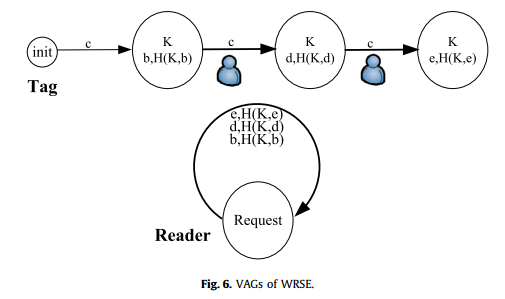 init
c
K
b,H(K,b)
c
K
d,H(K,d)
c
K
e,H(K,e)
Tag
e,H(K,e)
d,H(K,d)
b,H(K,b)
Request
Reader
Fig. 6. VAGs of WRSE.